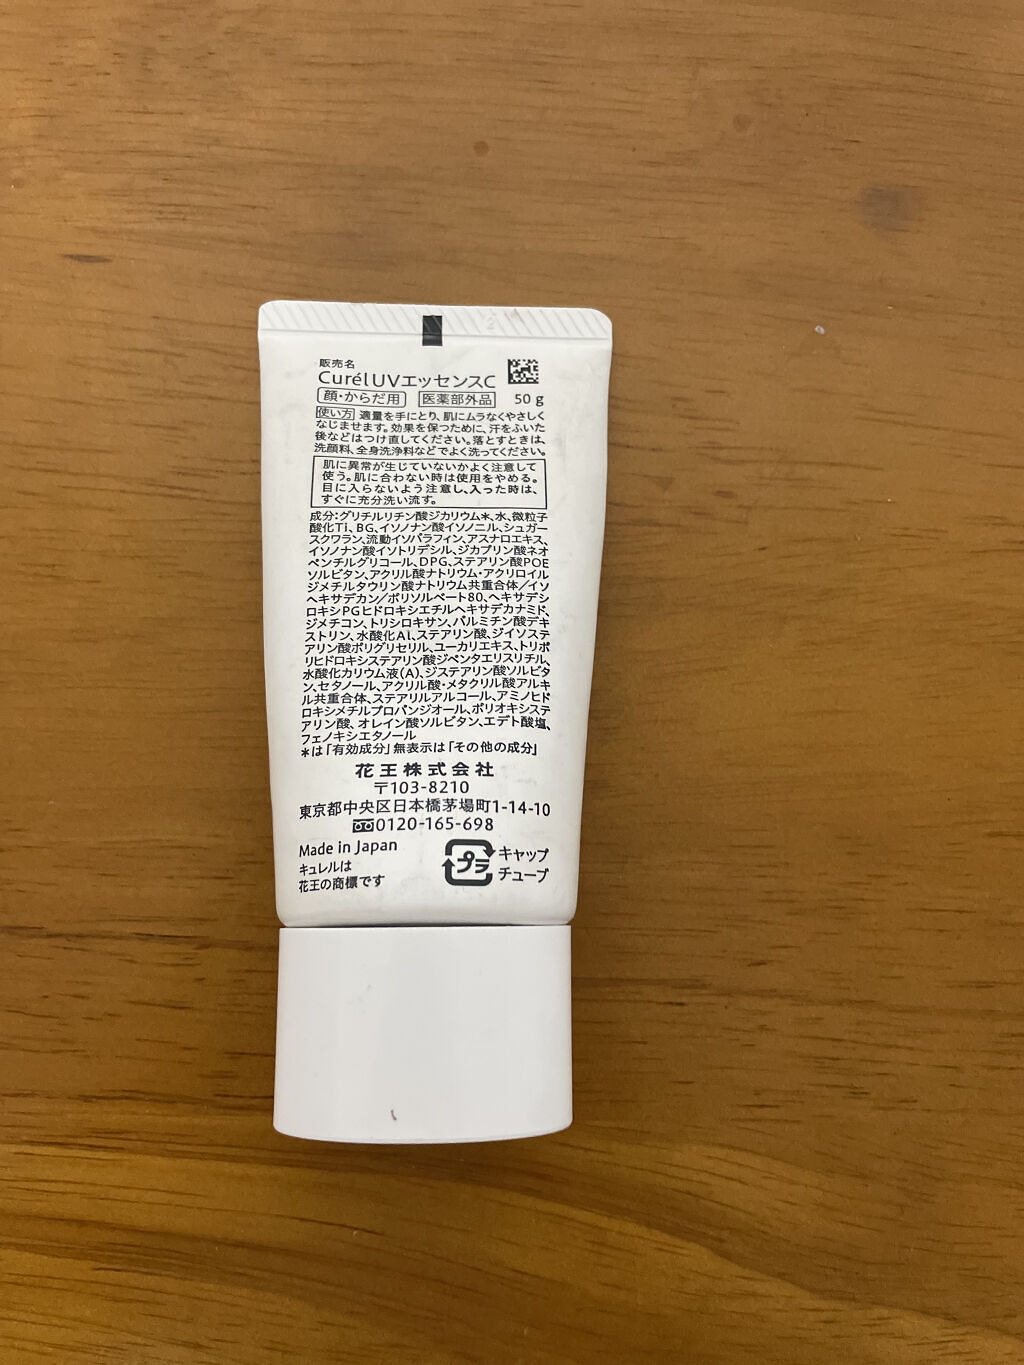 販売名
Curél UVエッセンスC
顔・からだ用 医薬部外品 50 g
使い方 適量を手にとり、肌にムラなくやさしく
なじませます。効果を保つために、汗をふいた
後などはつけ直してください。落とすときは、
洗顔料、全身洗浄料などでよく洗ってください。
肌に異常が生じていないかよく注意して
使う。肌に合わない時は使用をやめる。
目に入らないよう注意し、入った時は、
すぐに充分洗い流す。
成分:グリチルリチン酸ジカリウム*、水、微粒子
酸化Ti、BG、イソノナン酸イソノニル、シュガー
スクワラン、流動イソパラフィン、アスナロエキス、
イソノナン酸イソトリデシル、ジカプリン酸ネオ
ペンチルグリコール、DPG、ステアリン酸POE
ソルビタン、アクリル酸ナトリウム・アクリロイル
ジメチルタウリン酸ナトリウム共重合体/イソ
ヘキサデカン/ポリソルベート80、ヘキサデシ
ロキシPGヒドロキシエチルヘキサデカナミド、
ジメチコン、トリシロキサン、パルミチン酸デキ
ストリン、水酸化Al、ステアリン酸、ジイソステ
アリン酸ポリグリセリル、ユーカリエキス、トリポ
リヒドロキシステアリン酸ジペンタエリスリチル、
水酸化カリウム液(A)、ジステアリン酸ソルビタ
ン、セタノール、アクリル酸・メタクリル酸アルキ
ル共重合体、ステアリルアルコール、アミノヒド
ロキシメチルプロパンジオール、ポリオキシステ
アリン酸、オレイン酸ソルビタン、エデト酸塩、
フェノキシエタノール
*は「有効成分」無表示は「その他の成分」
花王株式会社
〒103-8210
東京都中央区日本橋茅場町1-14-10
0120-165-698
Made in Japan
キュレルは
花王の商標です
プラ キャップ
チューブ